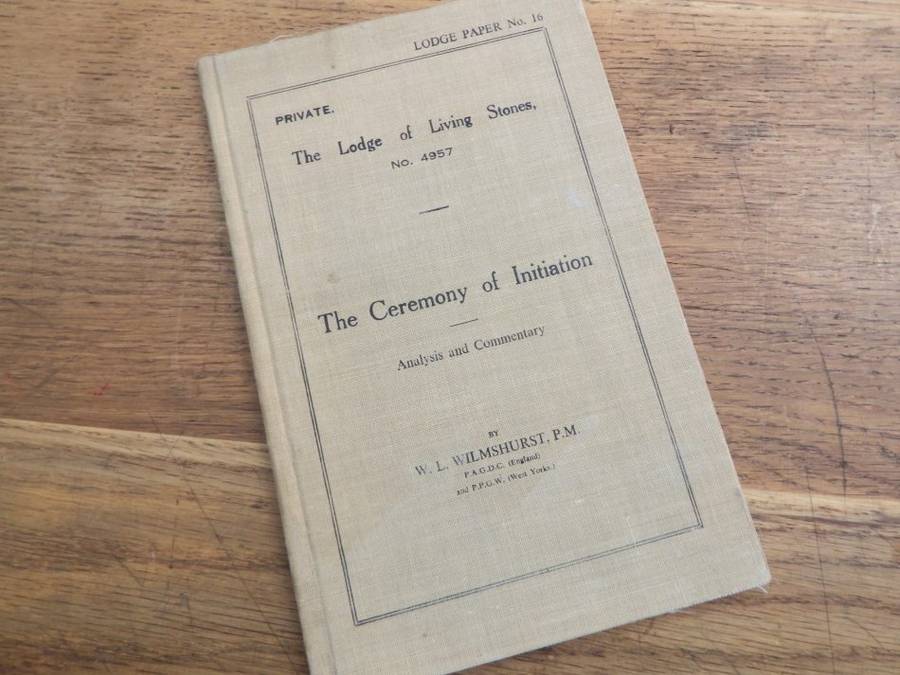 LODGE PAPER No. 16
PRIVATE.
The Lodge of Living Stones,
No. 4957
The Ceremony of Initiation
Analysis and Commentary
BY
W. L. WILMSHURST, P.M.
P.A.G.D.C. (England)
and P.P.G.W. (West Yorks.)